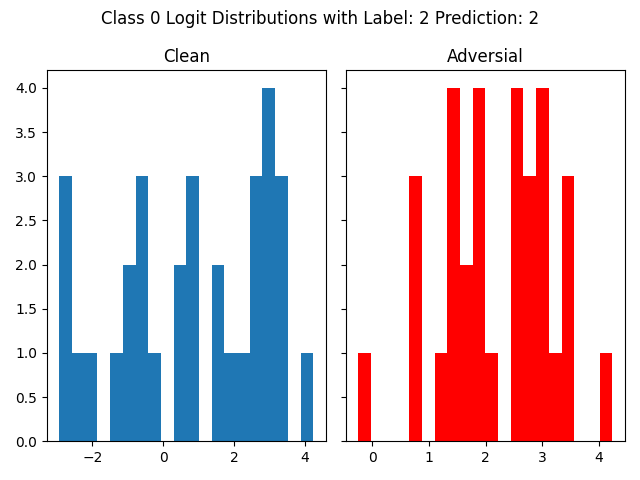 Class 0 Logit Distributions with Label: 2 Prediction: 2
Clean
Adversial
4.0
3.5
3.0
2.5
2.0
1.5
1.0
0.5
0.0
−2 0 2 4
0 1 2 3 4